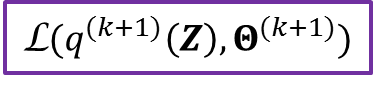 ℒ(q^(k+1)(𝒁), 𝚯^(k+1))